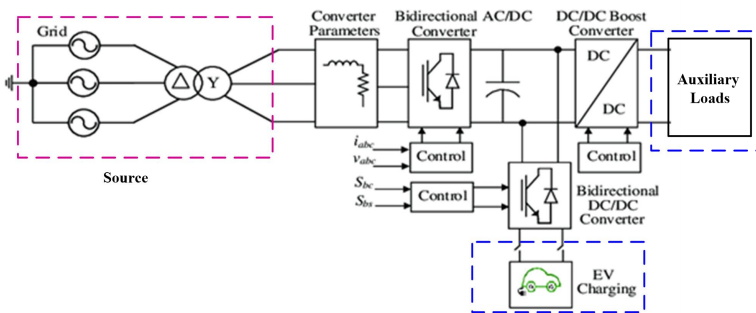 Grid
Δ Y
Source
Converter
Parameters
Bidirectional AC/DC
Converter
DC/DC Boost
Converter
DC
DC
Auxiliary
Loads
i_abc
v_abc
Control
Control
S_bc
S_bs
Control
Bidirectional
DC/DC
Converter
EV
Charging